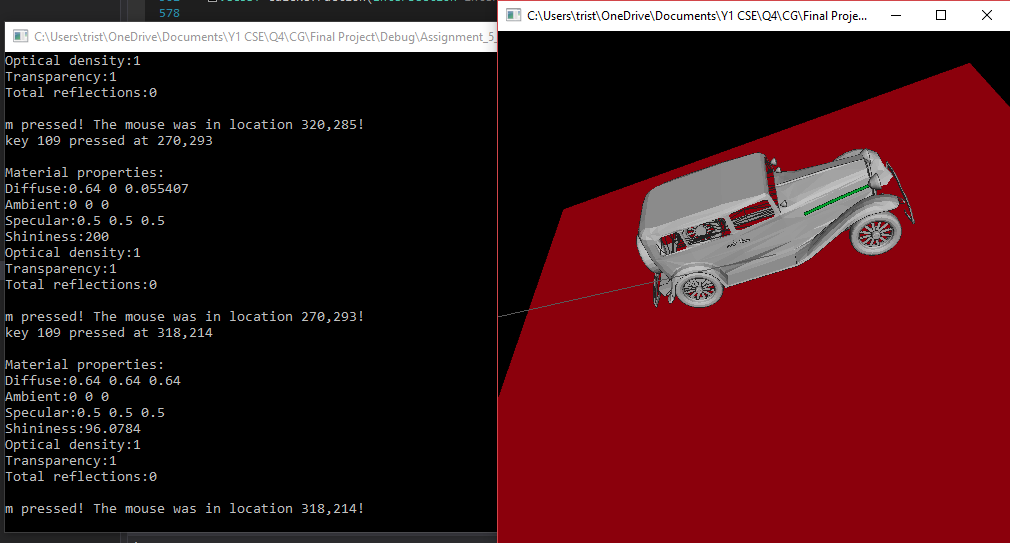 578
C:\Users\trist\OneDrive\Documents\Y1 CSE\Q4\CG\Final Project\Debug\Assignment_5_
Optical density:1
Transparency:1
Total reflections:0
m pressed! The mouse was in location 320,285!
key 109 pressed at 270,293
Material properties:
Diffuse:0.64 0 0.055407
Ambient:0 0 0
Specular:0.5 0.5 0.5
Shininess:200
Optical density:1
Transparency:1
Total reflections:0
m pressed! The mouse was in location 270,293!
key 109 pressed at 318,214
Material properties:
Diffuse:0.64 0.64 0.64
Ambient:0 0 0
Specular:0.5 0.5 0.5
Shininess:96.0784
Optical density:1
Transparency:1
Total reflections:0
m pressed! The mouse was in location 318,214!
C:\Users\trist\OneDrive\Documents\Y1 CSE\Q4\CG\Final Proje...